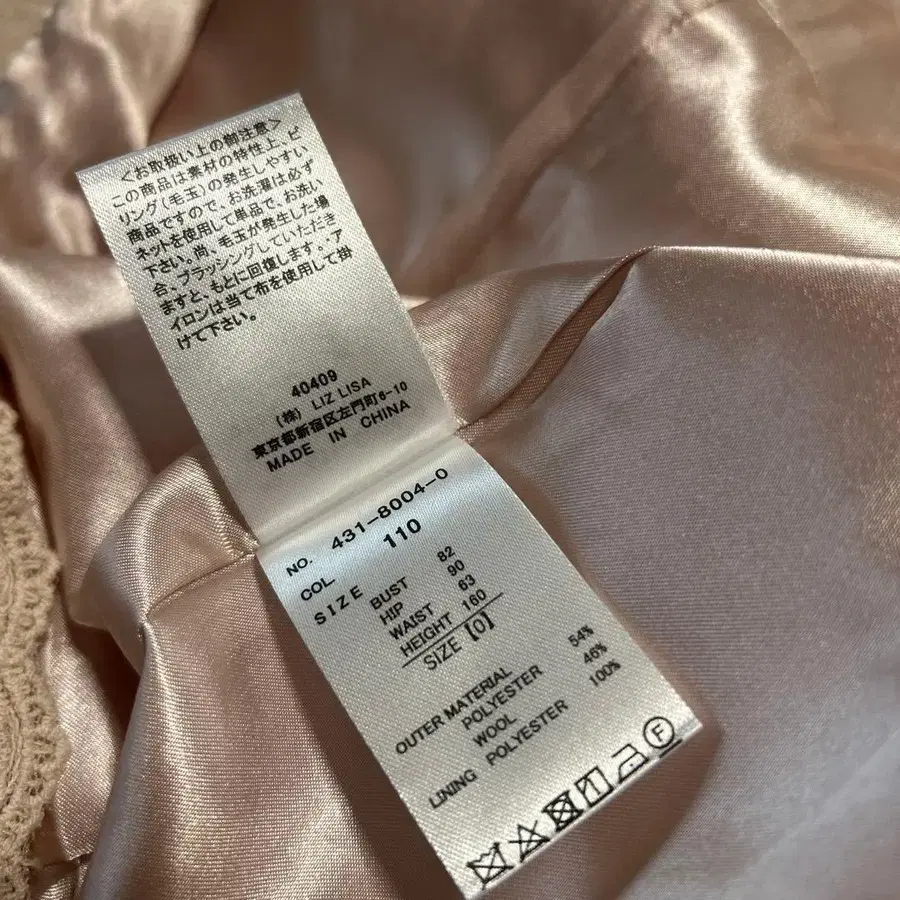 <お取扱い上の御注意>
この商品は素材の特性上、ピ
リング(毛玉)の発生しやすい
商品ですので、お洗濯は必ず
ネットを使用して単品で、お洗い
下さい。尚、毛玉が発生した場
合、ブラッシングしていただき
ますと、もとに回復します。・ア
イロンは当て布を使用して掛
けて下さい。
40409
(株) LIZ LISA
東京都新宿区左門町6-10
MADE IN CHINA
NO. 431-8004-0
COL. 110
SIZE
BUST 82
HIP 90
WAIST 63
HEIGHT 160
SIZE【0】
OUTER MATERIAL
POLYESTER 54%
WOOL 46%
LINING POLYESTER 100%
F